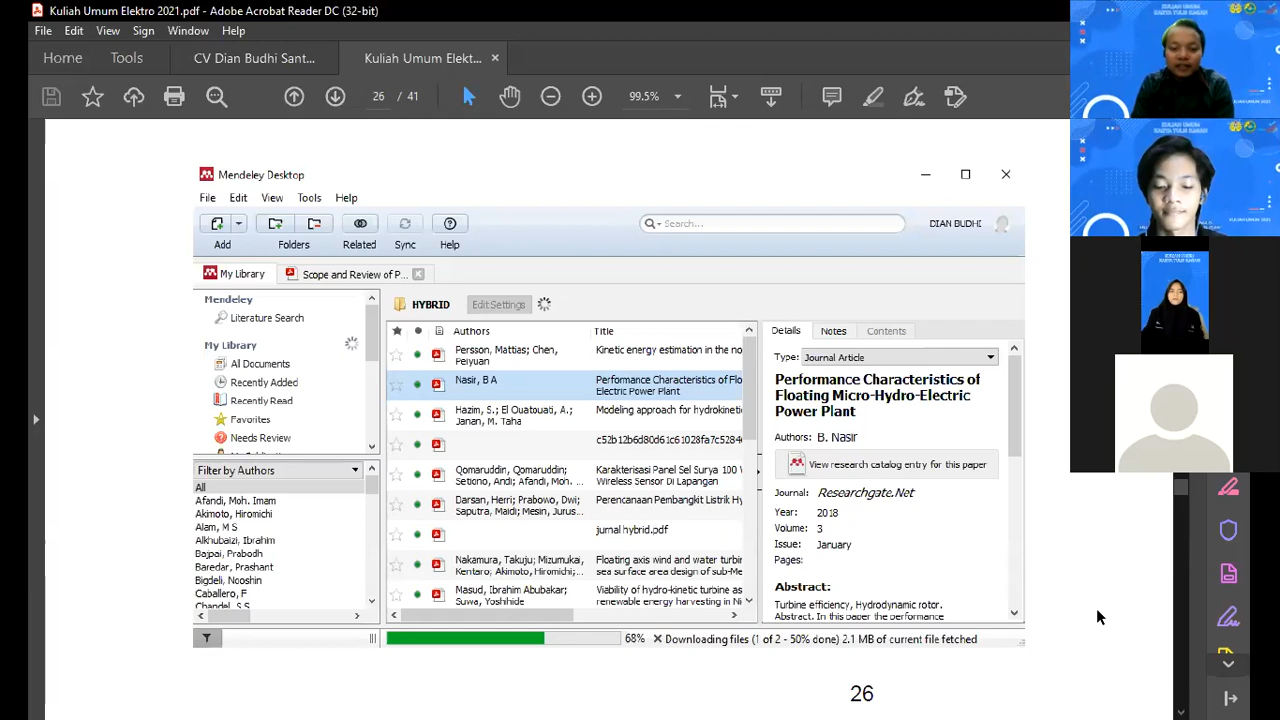 Kuliah Umum Elektro 2021.pdf - Adobe Acrobat Reader DC (32-bit)
File Edit View Sign Window Help
Home Tools CV Dian Budhi Sant... Kuliah Umum Elekt...
26 / 41 99.5%
Mendeley Desktop
File Edit View Tools Help
Search... DIAN BUDHI
Add Folders Related Sync Help
My Library Scope and Review of P...
Mendeley
Literature Search
My Library
All Documents
Recently Added
Recently Read
Favorites
Needs Review
Filter by Authors
All
Afandi, Moh. Imam
Akimoto, Hiromichi
Alam, M S
Alkhubaizi, Ibrahim
Bajpai, Prabodh
Baredar, Prashant
Bigdeli, Nooshin
Caballero, F
Chandel, S.S
HYBRID Edit Settings
Authors Title
Persson, Mattias; Chen, Peiyuan Kinetic energy estimation in the no
Nasir, B A Performance Characteristics of Flo
Electric Power Plant
Hazim, S.; El Ouatouati, A.; Modeling approach for hydrokineti
Janan, M. Taha
c52b12b6d80d61c61028fa7c5284
Qomaruddin, Qomaruddin; Karakterisasi Panel Sel Surya 100 W
Setiono, Andi; Afandi, Moh. Wireless Sensor Di Lapangan
Darsan, Herri; Prabowo, Dwi; Perencanaan Pembangkit Listrik Hy
Saputra, Maidi; Mesin, Jurus...
jurnal hybrid.pdf
Nakamura, Takuju; Mizumukai, Floating axis wind and water turbin
Kentaro, Akimoto, Hiromichi; sea surface area design of sub-Me
Masud, Ibrahim Abubakar; Viability of hydro-kinetic turbine as
Suwa, Yoshhide renewable energy harvesting in Ni
Details Notes Contents
Type: Journal Article
Performance Characteristics of
Floating Micro-Hydro-Electric
Power Plant
Authors: B. Nasir
View research catalog entry for this paper
Journal: Researchgate.Net
Year: 2018
Volume: 3
Issue: January
Pages:
Abstract:
Turbine efficiency, Hydrodynamic rotor.
Abstract. In this paper the performance
68% Downloading files (1 of 2 - 50% done) 2.1 MB of current file fetched
26